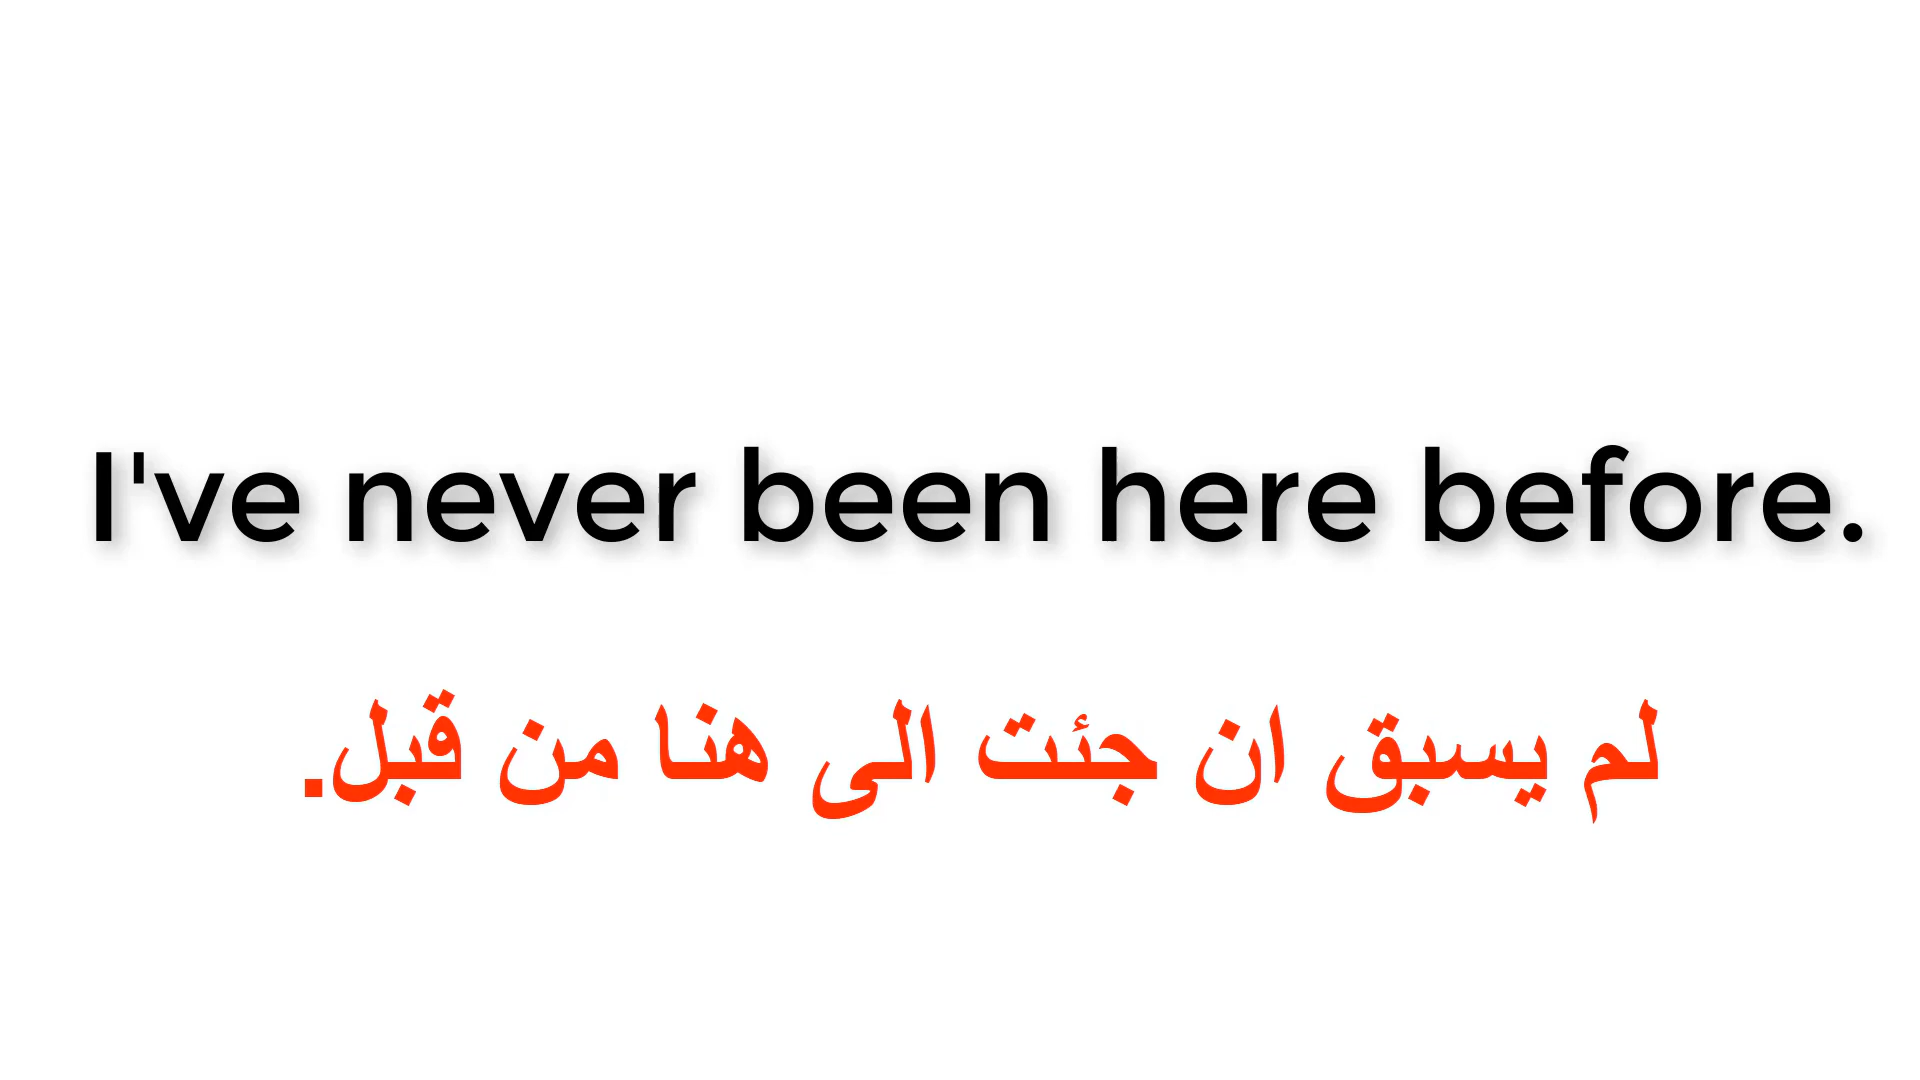 I've never been here before.
لم يسبق ان جئت الى هنا من قبل.